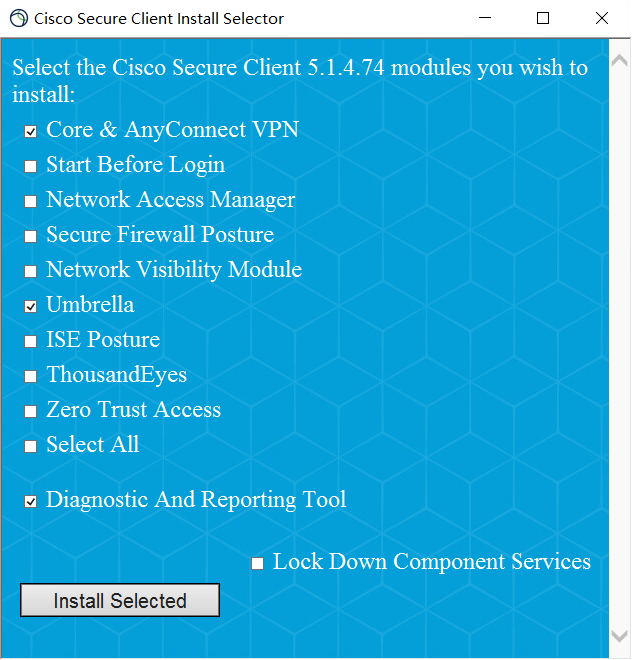 Cisco Secure Client Install Selector
Select the Cisco Secure Client 5.1.4.74 modules you wish to
install:
Core & AnyConnect VPN
Start Before Login
Network Access Manager
Secure Firewall Posture
Network Visibility Module
Umbrella
ISE Posture
ThousandEyes
Zero Trust Access
Select All
Diagnostic And Reporting Tool
Lock Down Component Services
Install Selected